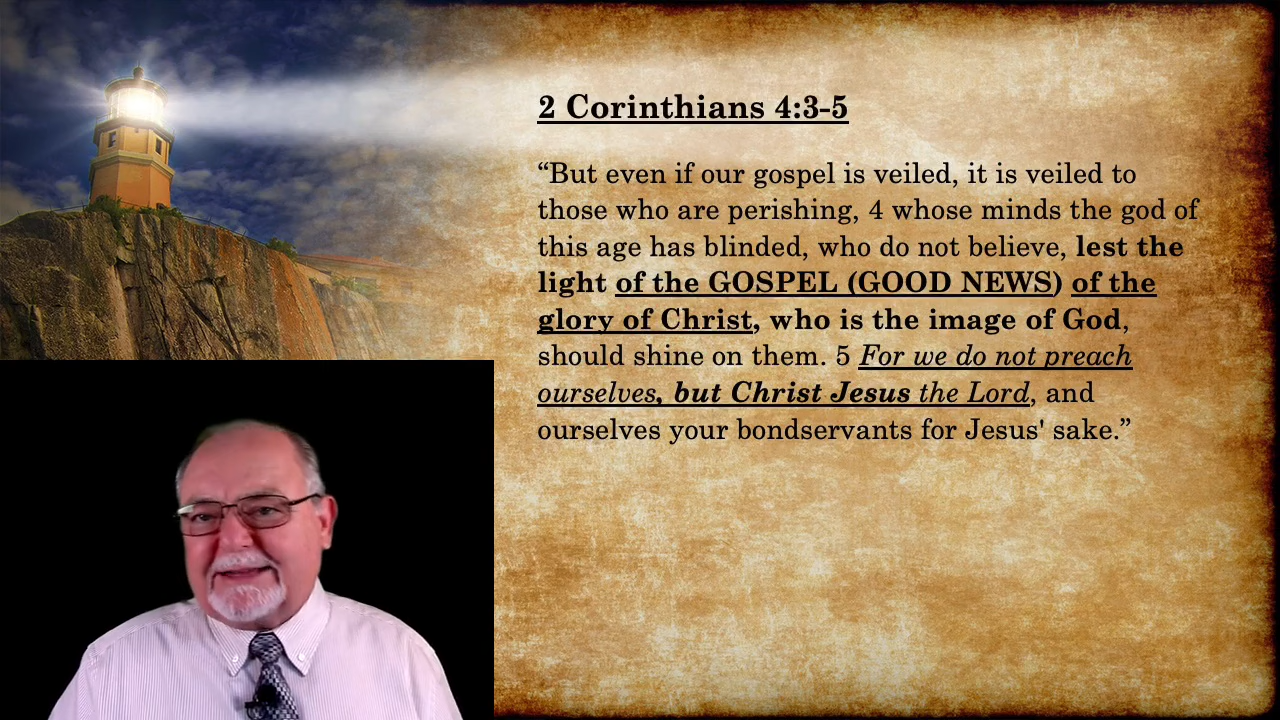 2 Corinthians 4:3-5
“But even if our gospel is veiled, it is veiled to
those who are perishing, 4 whose minds the god of
this age has blinded, who do not believe, lest the
light of the GOSPEL (GOOD NEWS) of the
glory of Christ, who is the image of God,
should shine on them. 5 For we do not preach
ourselves, but Christ Jesus the Lord, and
ourselves your bondservants for Jesus' sake.”